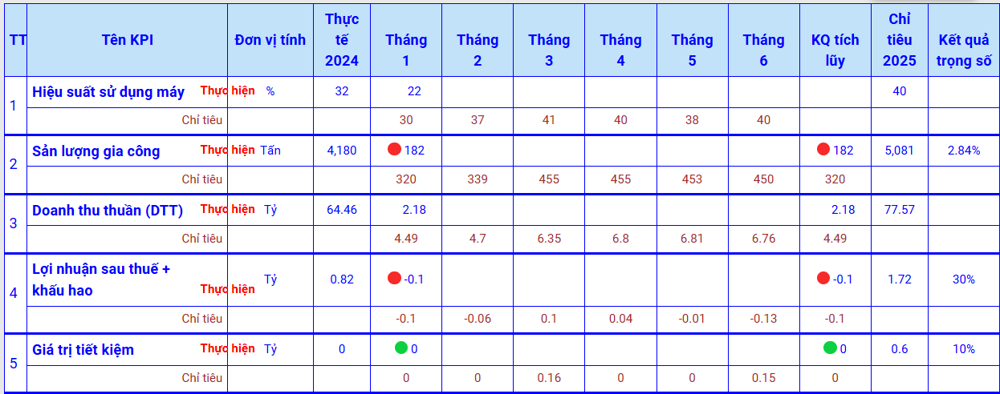 TT Tên KPI Đơn vị tính Thực tế 2024 Tháng 1 Tháng 2 Tháng 3 Tháng 4 Tháng 5 Tháng 6 KQ tích lũy Chỉ tiêu 2025 Kết quả trọng số
1 Hiệu suất sử dụng máy Thực hiện % 32 22 40
Chỉ tiêu 30 37 41 40 38 40
2 Sản lượng gia công Thực hiện Tấn 4,180 182 182 5,081 2.84%
Chỉ tiêu 320 339 455 455 453 450 320
3 Doanh thu thuần (DTT) Thực hiện Tỷ 64.46 2.18 2.18 77.57
Chỉ tiêu 4.49 4.7 6.35 6.8 6.81 6.76 4.49
4 Lợi nhuận sau thuế + khấu hao Thực hiện Tỷ 0.82 -0.1 -0.1 1.72 30%
Chỉ tiêu -0.1 -0.06 0.1 0.04 -0.01 -0.13 -0.1
5 Giá trị tiết kiệm Thực hiện Tỷ 0 0 0 0.6 10%
Chỉ tiêu 0 0 0.16 0 0 0.15 0